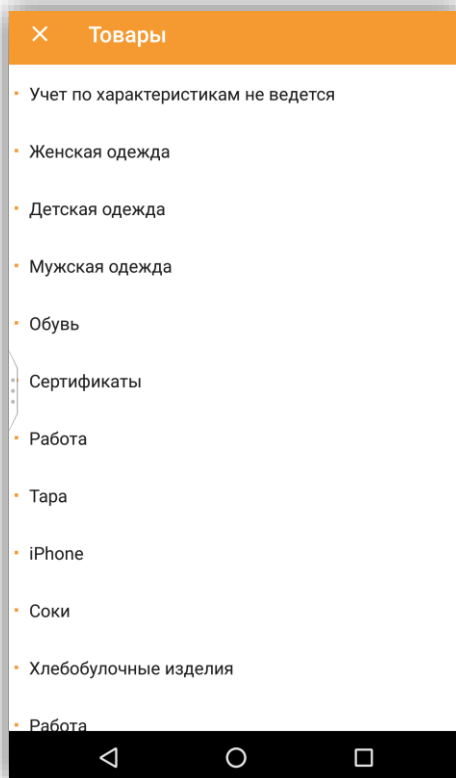 Товары
Учет по характеристикам не ведется
Женская одежда
Детская одежда
Мужская одежда
Обувь
Сертификаты
Работа
Тара
iPhone
Соки
Хлебобулочные изделия
Работа